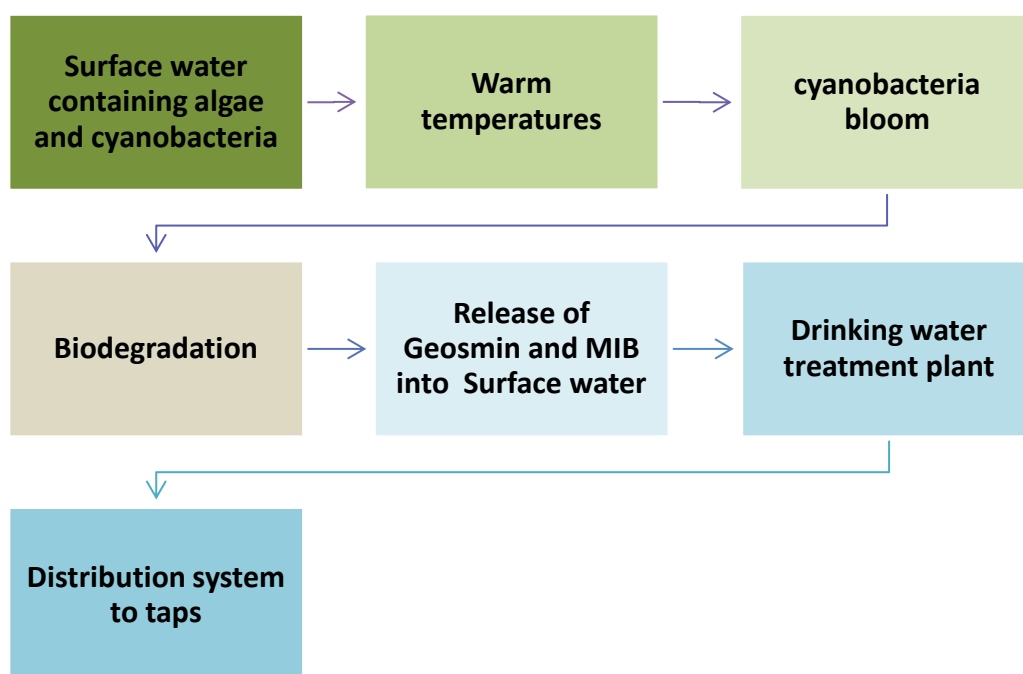 Surface water
containing algae
and cyanobacteria
Warm
temperatures
cyanobacteria
bloom
Biodegradation
Release of
Geosmin and MIB
into Surface water
Drinking water
treatment plant
Distribution system
to taps